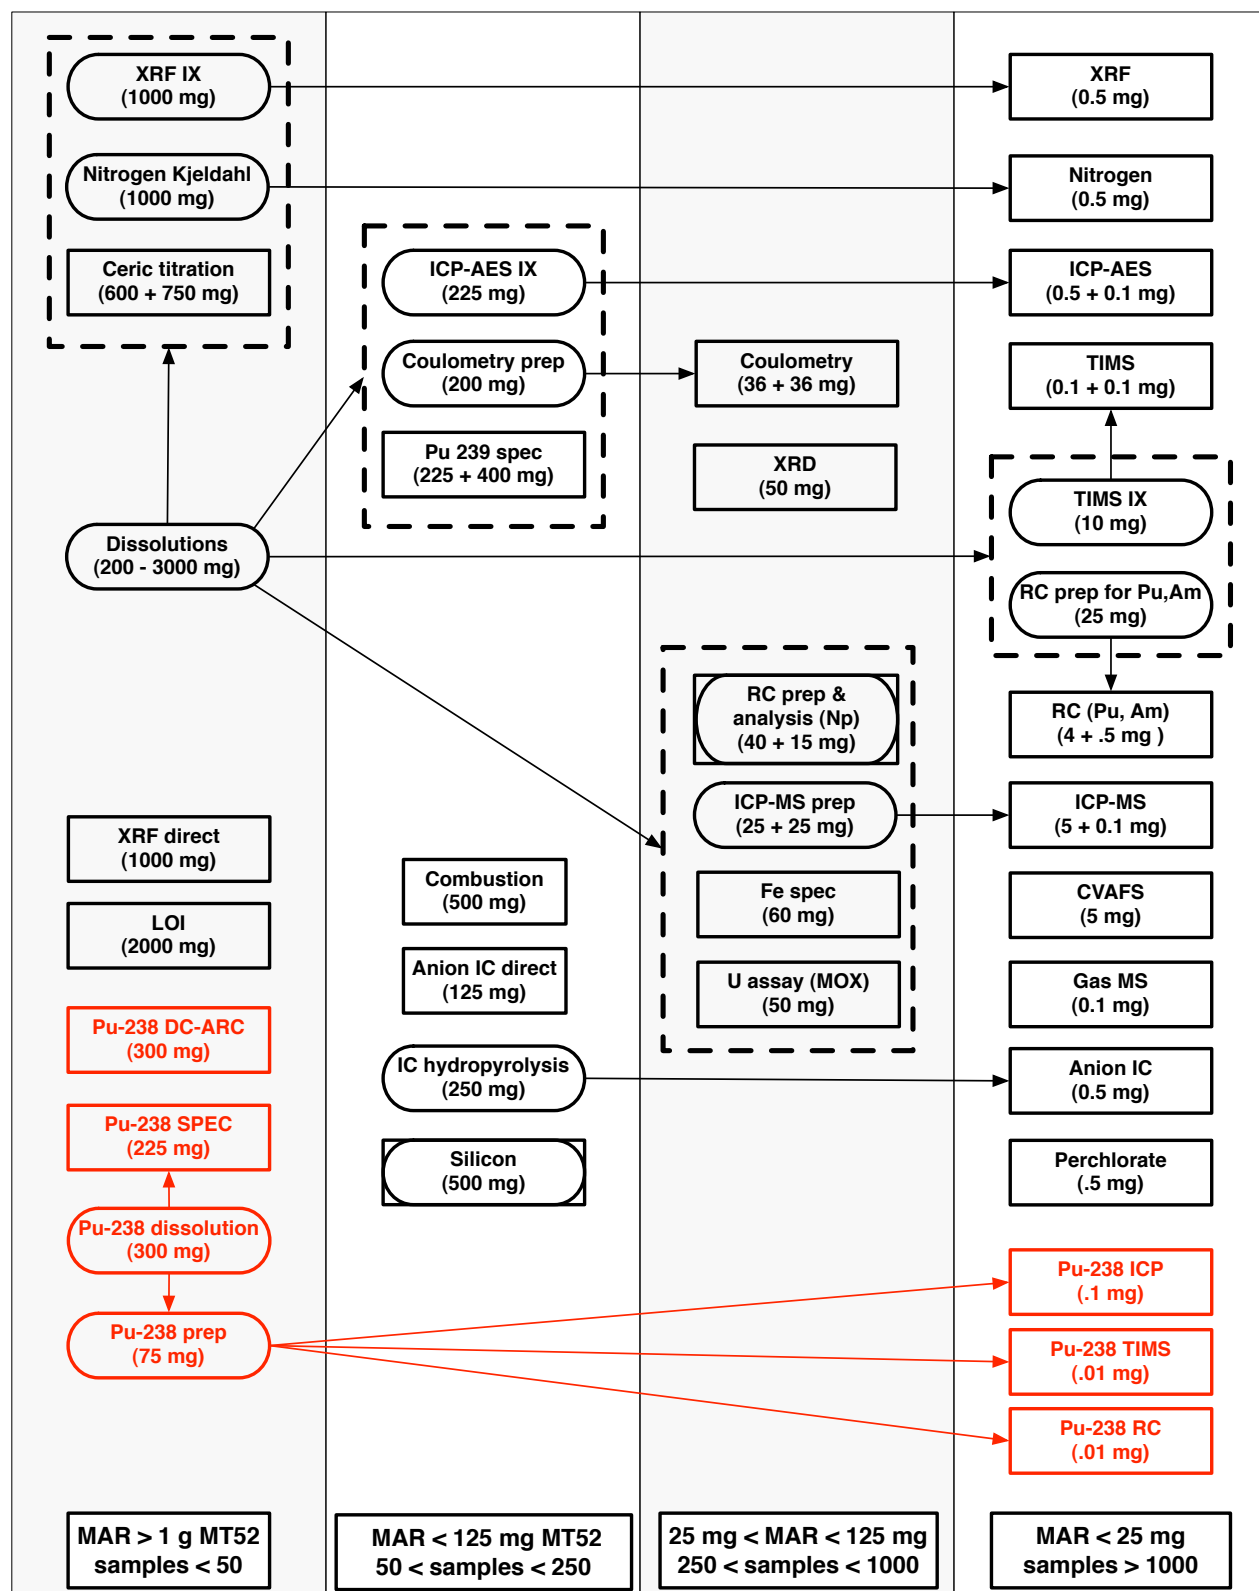 XRF IX
(1000 mg)
Nitrogen Kjeldahl
(1000 mg)
Ceric titration
(600 + 750 mg)
Dissolutions
(200 - 3000 mg)
XRF direct
(1000 mg)
LOI
(2000 mg)
Pu-238 DC-ARC
(300 mg)
Pu-238 SPEC
(225 mg)
Pu-238 dissolution
(300 mg)
Pu-238 prep
(75 mg)
MAR > 1 g MT52
samples < 50
ICP-AES IX
(225 mg)
Coulometry prep
(200 mg)
Pu 239 spec
(225 + 400 mg)
Combustion
(500 mg)
Anion IC direct
(125 mg)
IC hydropyrolysis
(250 mg)
Silicon
(500 mg)
MAR < 125 mg MT52
50 < samples < 250
Coulometry
(36 + 36 mg)
XRD
(50 mg)
RC prep &
analysis (Np)
(40 + 15 mg)
ICP-MS prep
(25 + 25 mg)
Fe spec
(60 mg)
U assay (MOX)
(50 mg)
25 mg < MAR < 125 mg
250 < samples < 1000
XRF
(0.5 mg)
Nitrogen
(0.5 mg)
ICP-AES
(0.5 + 0.1 mg)
TIMS
(0.1 + 0.1 mg)
TIMS IX
(10 mg)
RC prep for Pu,Am
(25 mg)
RC (Pu, Am)
(4 + .5 mg )
ICP-MS
(5 + 0.1 mg)
CVAFS
(5 mg)
Gas MS
(0.1 mg)
Anion IC
(0.5 mg)
Perchlorate
(.5 mg)
Pu-238 ICP
(.1 mg)
Pu-238 TIMS
(.01 mg)
Pu-238 RC
(.01 mg)
MAR < 25 mg
samples > 1000